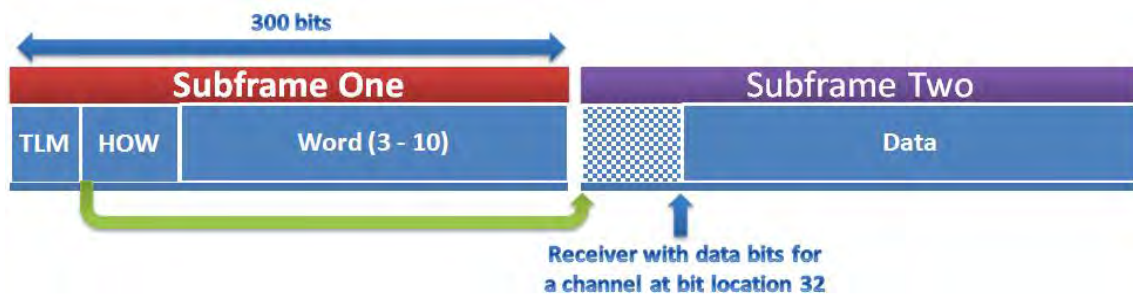 300 bits
Subframe One
Subframe Two
TLM
HOW
Word (3 - 10)
Data
Receiver with data bits for
a channel at bit location 32